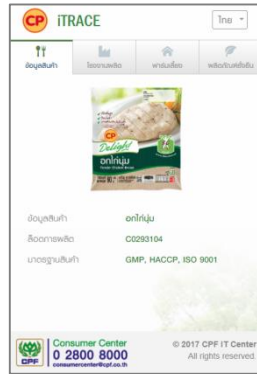 CP iTRACE
ไทย
ข้อมูลสินค้า โรงงานผลิต ฟาร์มเลี้ยง ผลิตภัณฑ์ยั่งยืน
CP
Delight
อกไก่นุ่ม
ข้อมูลสินค้า อกไก่นุ่ม
ล็อตการผลิต C0293104
มาตรฐานสินค้า GMP, HACCP, ISO 9001
CPF
Consumer Center
0 2800 8000
consumercenter@cpf.co.th
© 2017 CPF IT Center
All rights reserved.